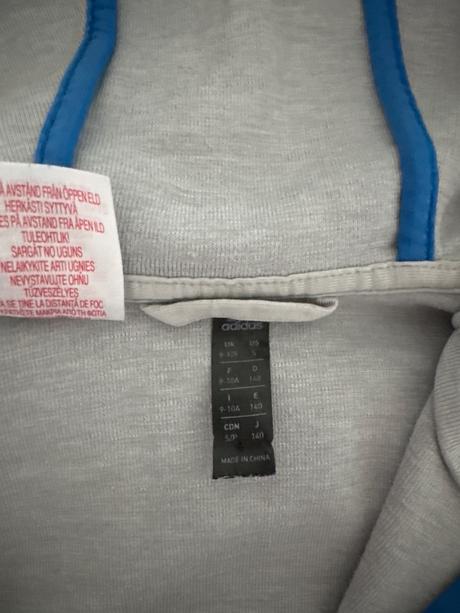 Å AVSTÅND FRÅN ÖPPEN ELD
HERKÄSTI SYTTYVÄ
ES PÅ AVSTAND FRA ÅPEN ILD
TULEOHTLIK!
SARGĀT NO UGUNS
NELAIKYKITE ARTI UGNIES
NEVYSTAVUJTE OHNU
TŰZVESZÉLYES
A SE ȚINE LA DISTANȚĂ DE FOC
adidas
UK US
9-10Y S
F D
9-10A 140
I E
9-10A 140
CDN J
S/P 140
MADE IN CHINA